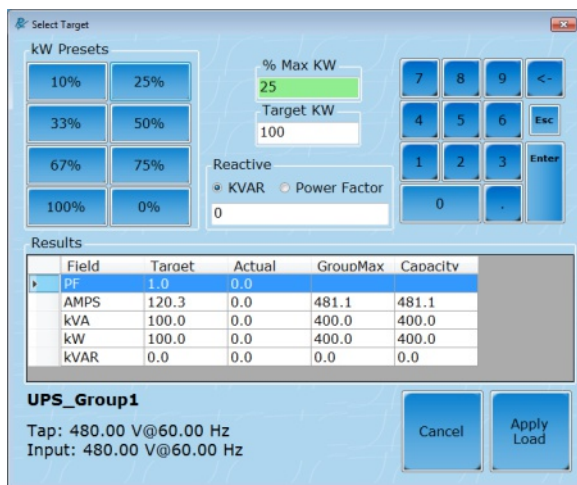 Select Target
kW Presets
10% 25%
33% 50%
67% 75%
100% 0%
% Max KW
25
Target KW
100
Reactive
KVAR Power Factor
0
7 8 9 <-
4 5 6 Esc
1 2 3 Enter
0 .
Results
Field Target Actual GroupMax Capacity
PF 1.0 0.0
AMPS 120.3 0.0 481.1 481.1
kVA 100.0 0.0 400.0 400.0
kW 100.0 0.0 400.0 400.0
kVAR 0.0 0.0 0.0 0.0
UPS_Group1
Tap: 480.00 V@60.00 Hz
Input: 480.00 V@60.00 Hz
Cancel
Apply
Load